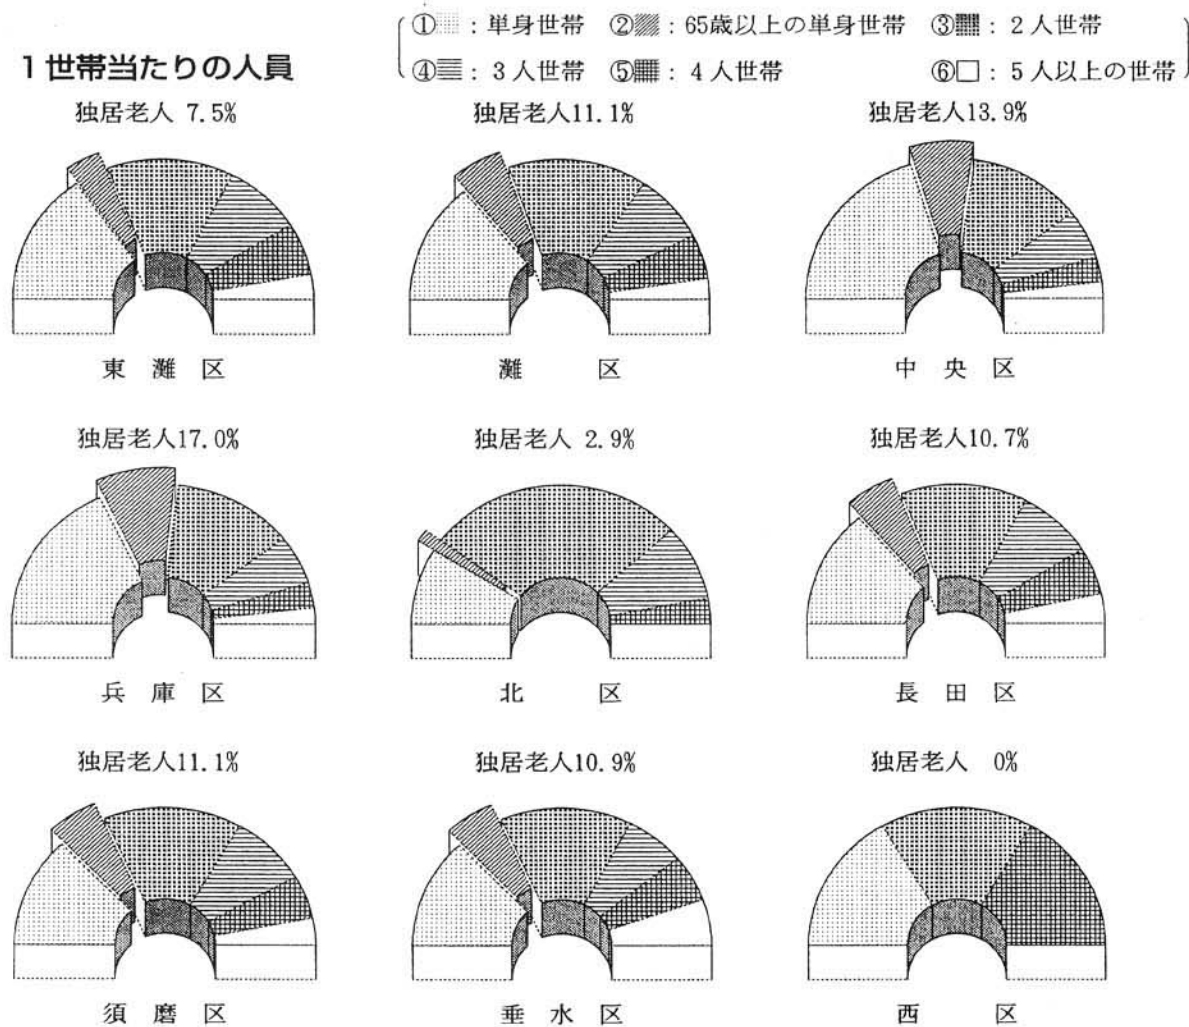 1世帯当たりの人員
①：単身世帯 ②：65歳以上の単身世帯 ③：2人世帯
④：3人世帯 ⑤：4人世帯 ⑥：5人以上の世帯
独居老人 7.5%
独居老人11.1%
独居老人13.9%
東灘区
灘区
中央区
独居老人17.0%
独居老人 2.9%
独居老人10.7%
兵庫区
北区
長田区
独居老人11.1%
独居老人10.9%
独居老人 0%
須磨区
垂水区
西区